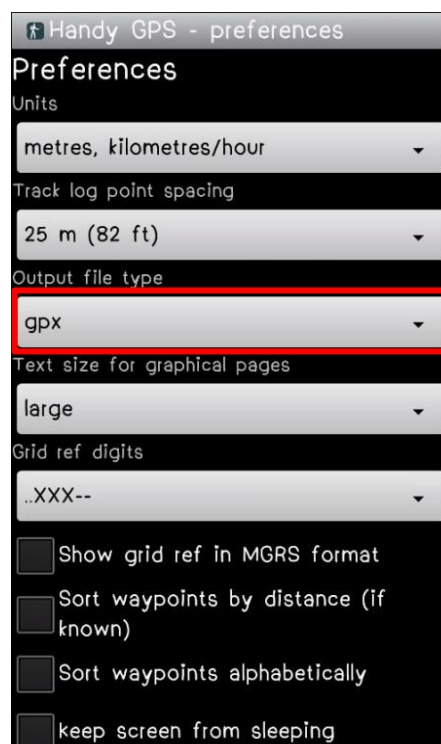 Handy GPS - preferences
Preferences
Units
metres, kilometres/hour
Track log point spacing
25 m (82 ft)
Output file type
gpx
Text size for graphical pages
large
Grid ref digits
..XXX--
Show grid ref in MGRS format
Sort waypoints by distance (if
known)
Sort waypoints alphabetically
keep screen from sleeping